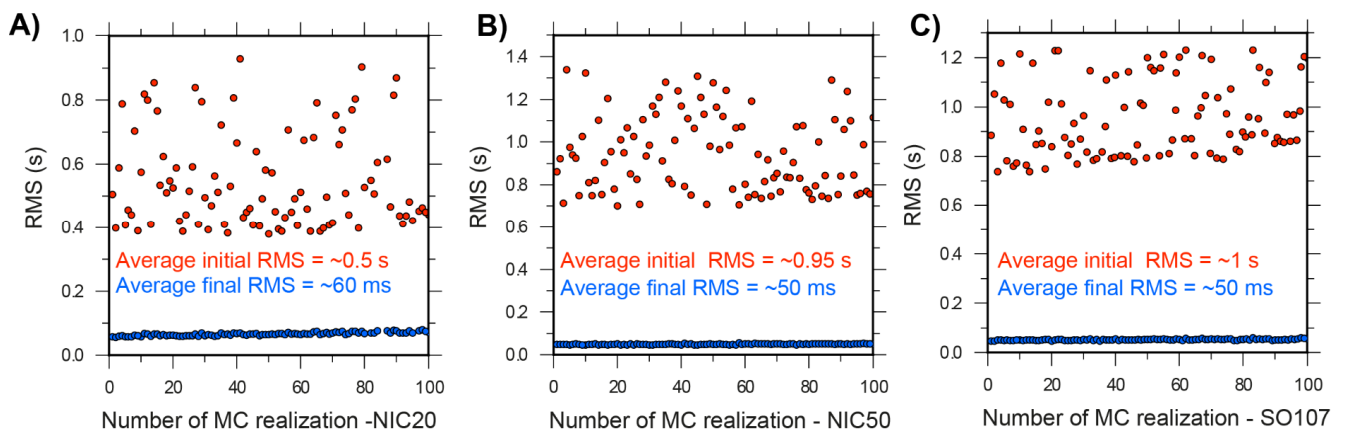 A)
1.0
0.8
0.6
0.4
0.2
0.0
RMS (s)
Average initial RMS = ~0.5 s
Average final RMS = ~60 ms
0 20 40 60 80 100
Number of MC realization -NIC20
B)
1.4
1.2
1.0
0.8
0.6
0.4
0.2
0.0
RMS (s)
Average initial RMS = ~0.95 s
Average final RMS = ~50 ms
0 20 40 60 80 100
Number of MC realization - NIC50
C)
1.2
1.0
0.8
0.6
0.4
0.2
0.0
RMS (s)
Average initial RMS = ~1 s
Average final RMS = ~50 ms
0 20 40 60 80 100
Number of MC realization - SO107